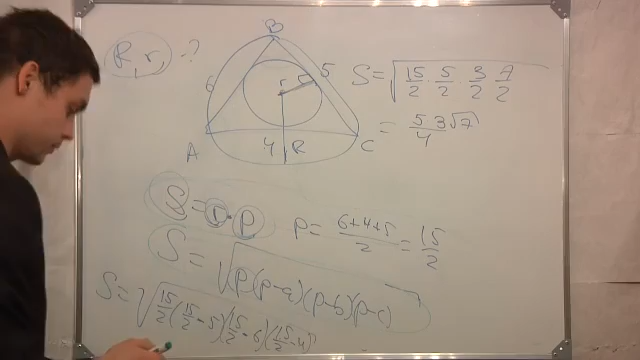 R, r, - ?
B
6
5
r
A
4
R
C
S = √(15/2 · 5/2 · 3/2 · 7/2)
= 5·3√7/4
S = r · p
p = (6+4+5)/2 = 15/2
S = √(p(p-a)(p-b)(p-c))
S = √(15/2(15/2-5)(15/2-6)(15/2-4))